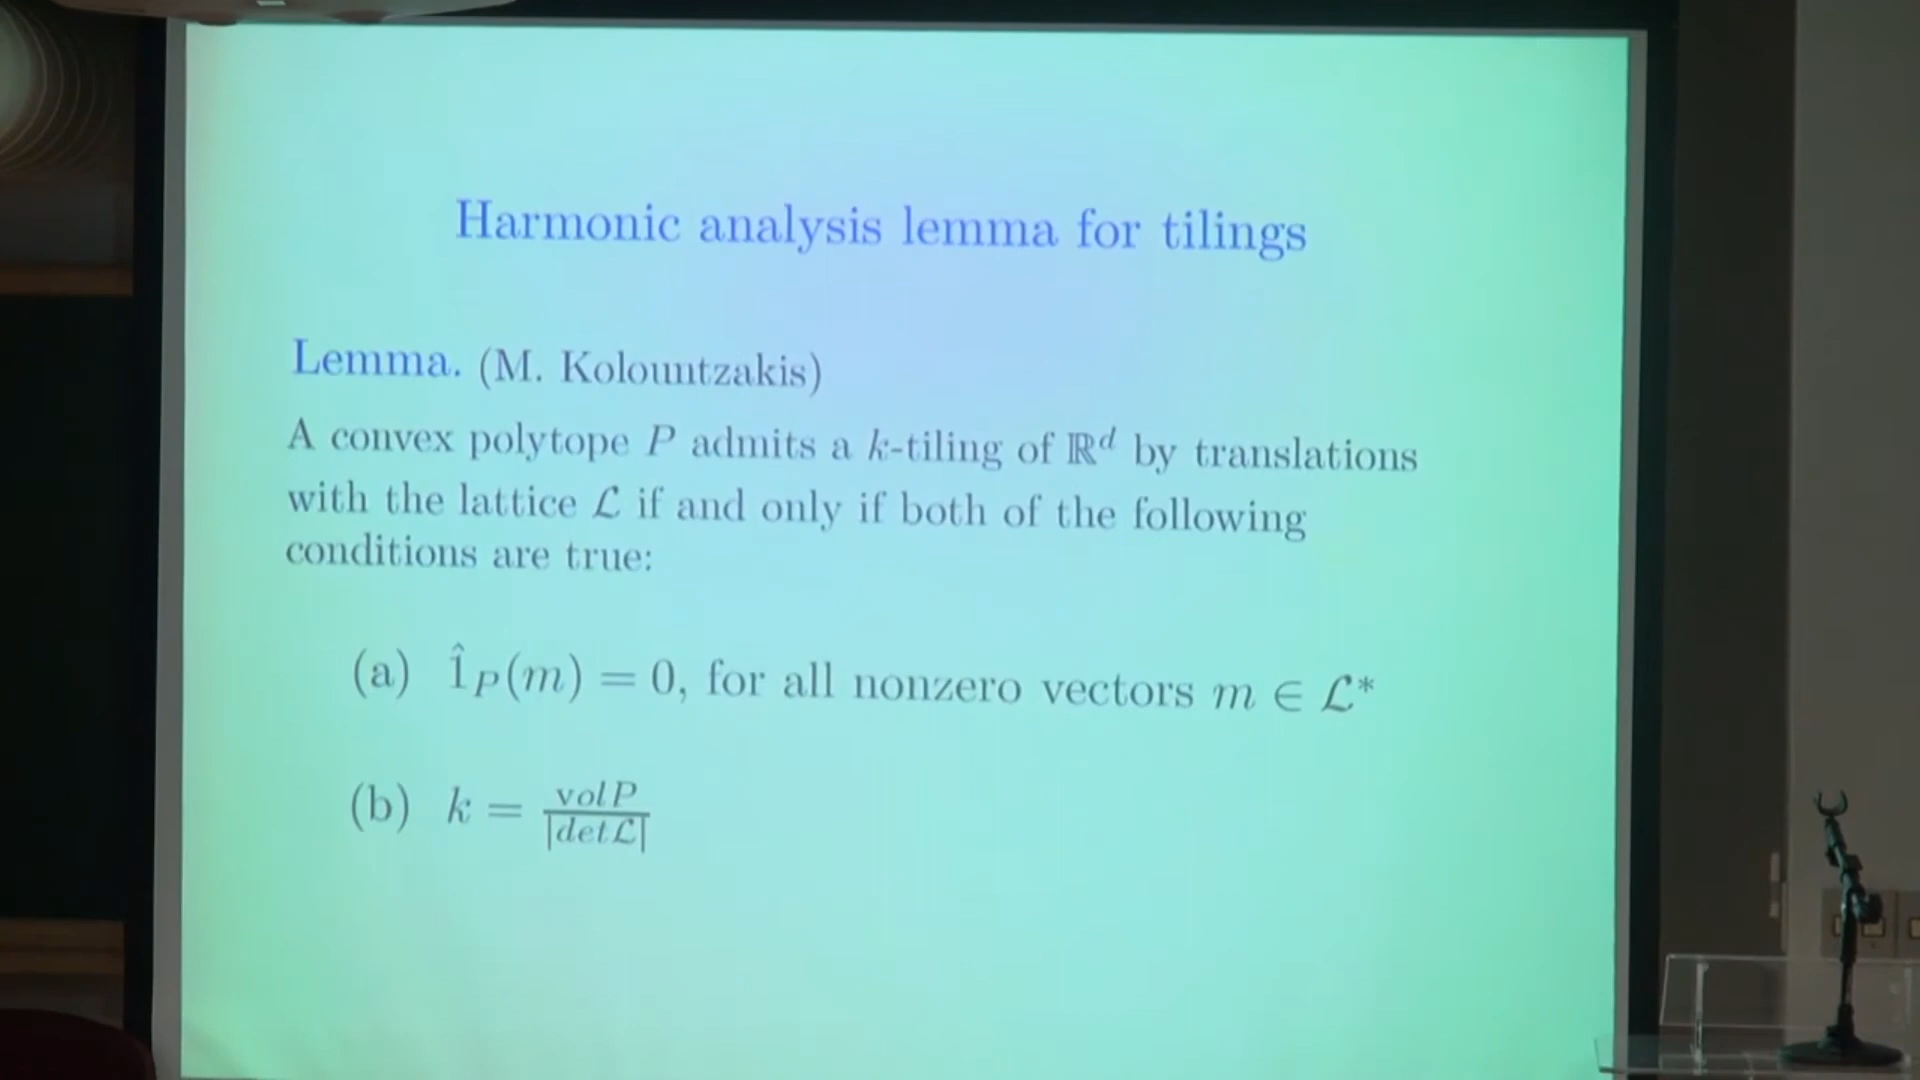 Harmonic analysis lemma for tilings
Lemma. (M. Kolountzakis)
A convex polytope P admits a k-tiling of ℝᵈ by translations
with the lattice ℒ if and only if both of the following
conditions are true:
(a) 1̂_P(m) = 0, for all nonzero vectors m ∈ ℒ*
(b) k = volP / |detℒ|